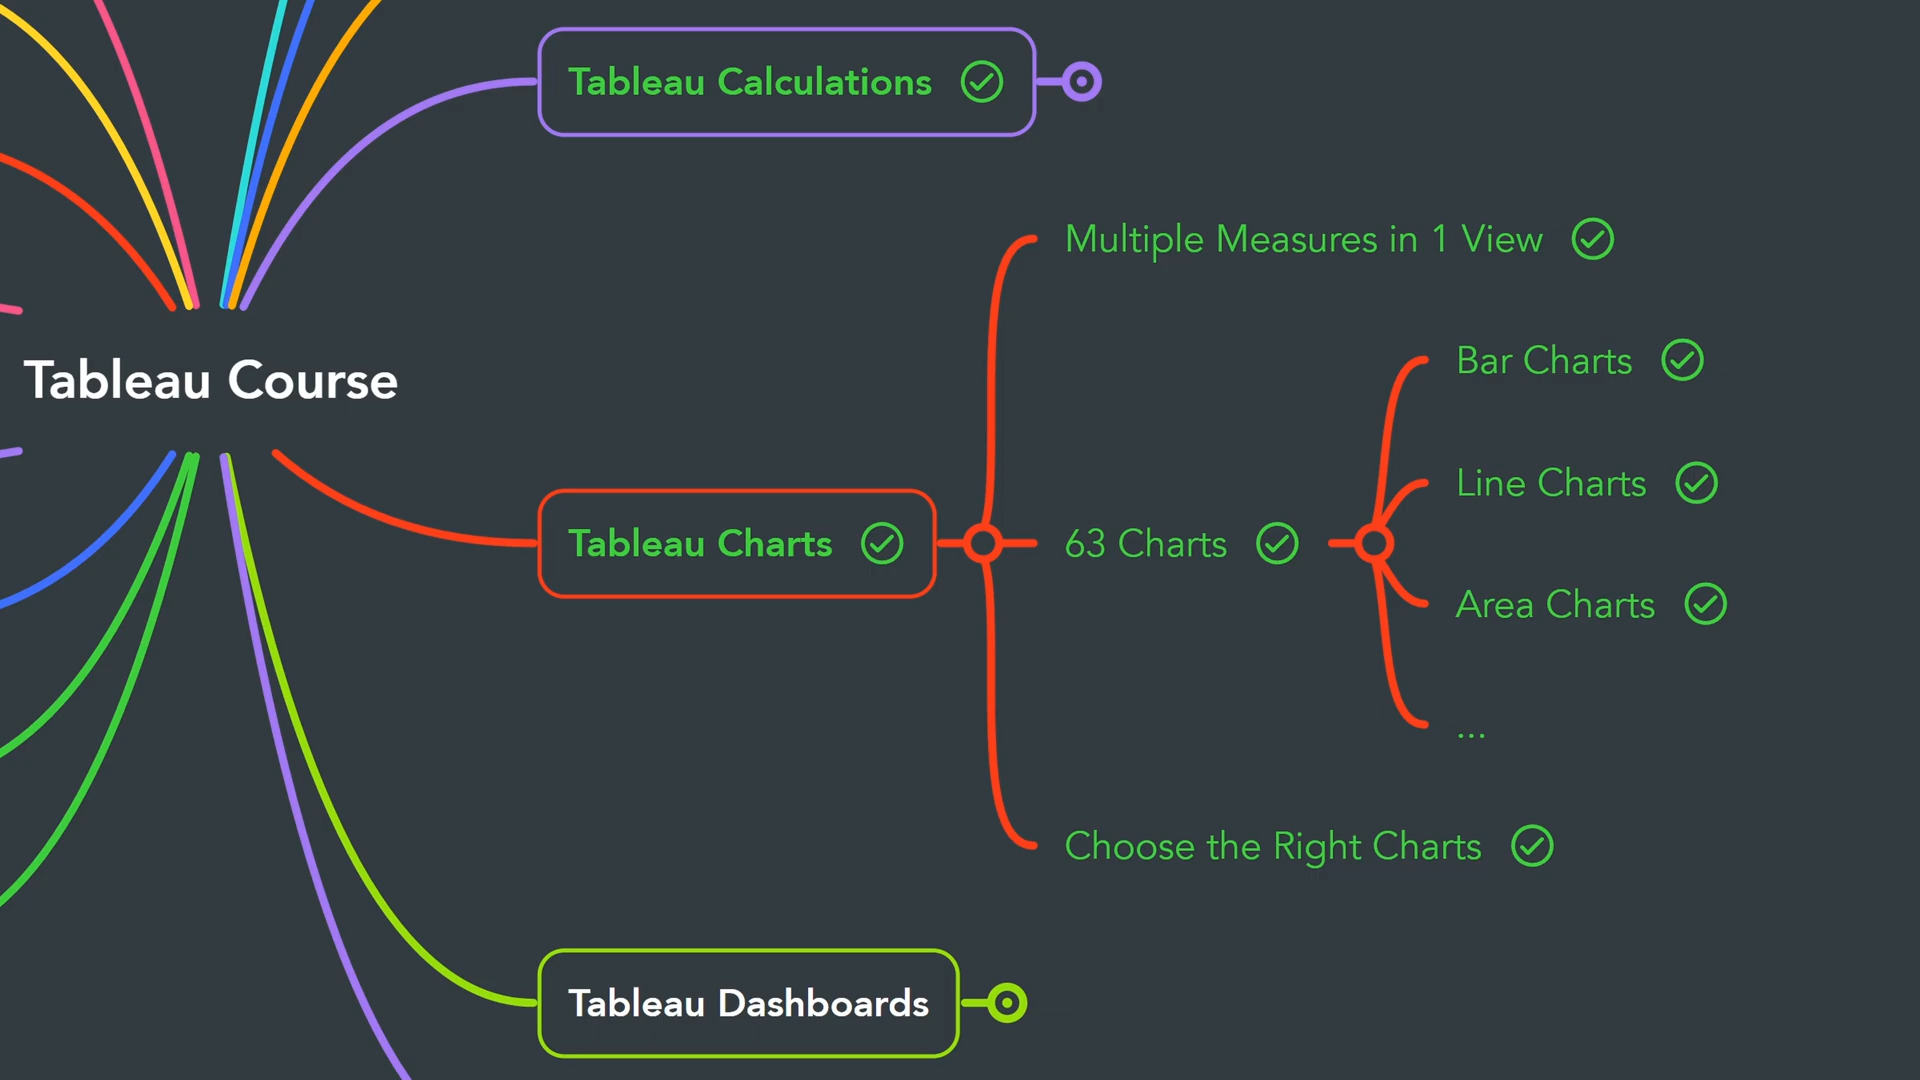 Tableau Calculations
Multiple Measures in 1 View
Bar Charts
Tableau Course
Line Charts
Tableau Charts
63 Charts
Area Charts
...
Choose the Right Charts
Tableau Dashboards